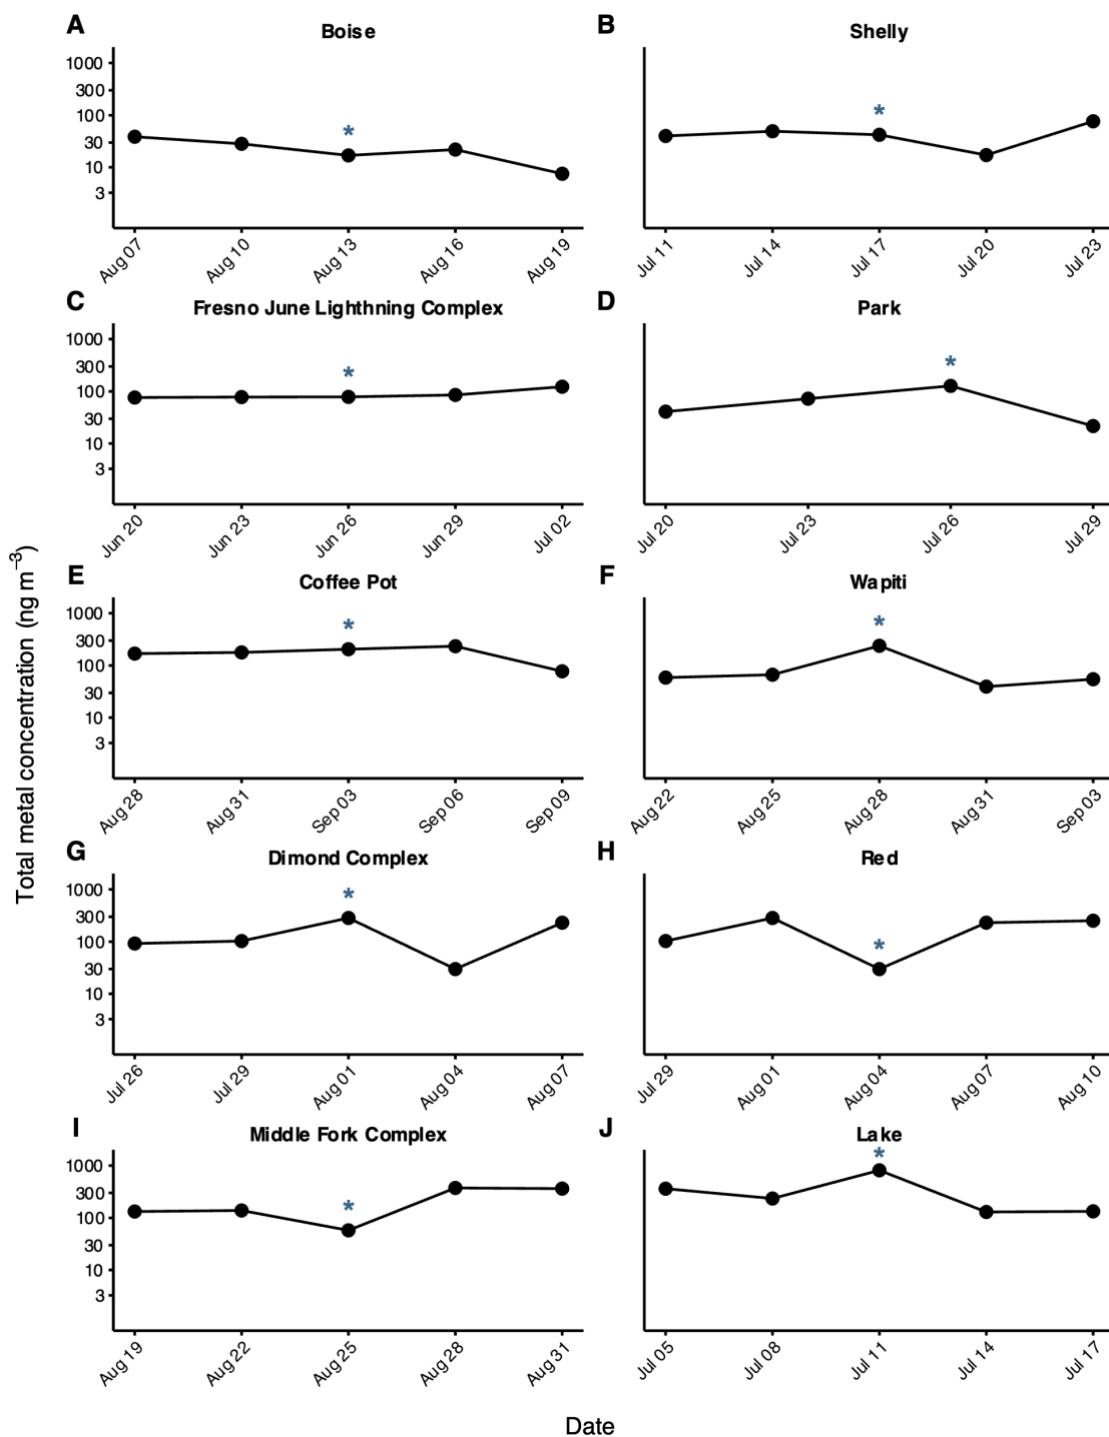 A
Boise
B
Shelly
1000
300
100
30
10
3
*
*
Aug 07
Aug 10
Aug 13
Aug 16
Aug 19
Jul 11
Jul 14
Jul 17
Jul 20
Jul 23
C
Fresno June Lighthning Complex
D
Park
1000
300
100
30
10
3
*
*
Jun 20
Jun 23
Jun 26
Jun 29
Jul 02
Jul 20
Jul 23
Jul 26
Jul 29
E
Coffee Pot
F
Wapiti
1000
300
100
30
10
3
*
*
Aug 28
Aug 31
Sep 03
Sep 06
Sep 09
Aug 22
Aug 25
Aug 28
Aug 31
Sep 03
G
Dimond Complex
H
Red
1000
300
100
30
10
3
*
*
Jul 26
Jul 29
Aug 01
Aug 04
Aug 07
Jul 29
Aug 01
Aug 04
Aug 07
Aug 10
I
Middle Fork Complex
J
Lake
1000
300
100
30
10
3
*
*
Aug 19
Aug 22
Aug 25
Aug 28
Aug 31
Jul 05
Jul 08
Jul 11
Jul 14
Jul 17
Total metal concentration (ng m⁻³)
Date